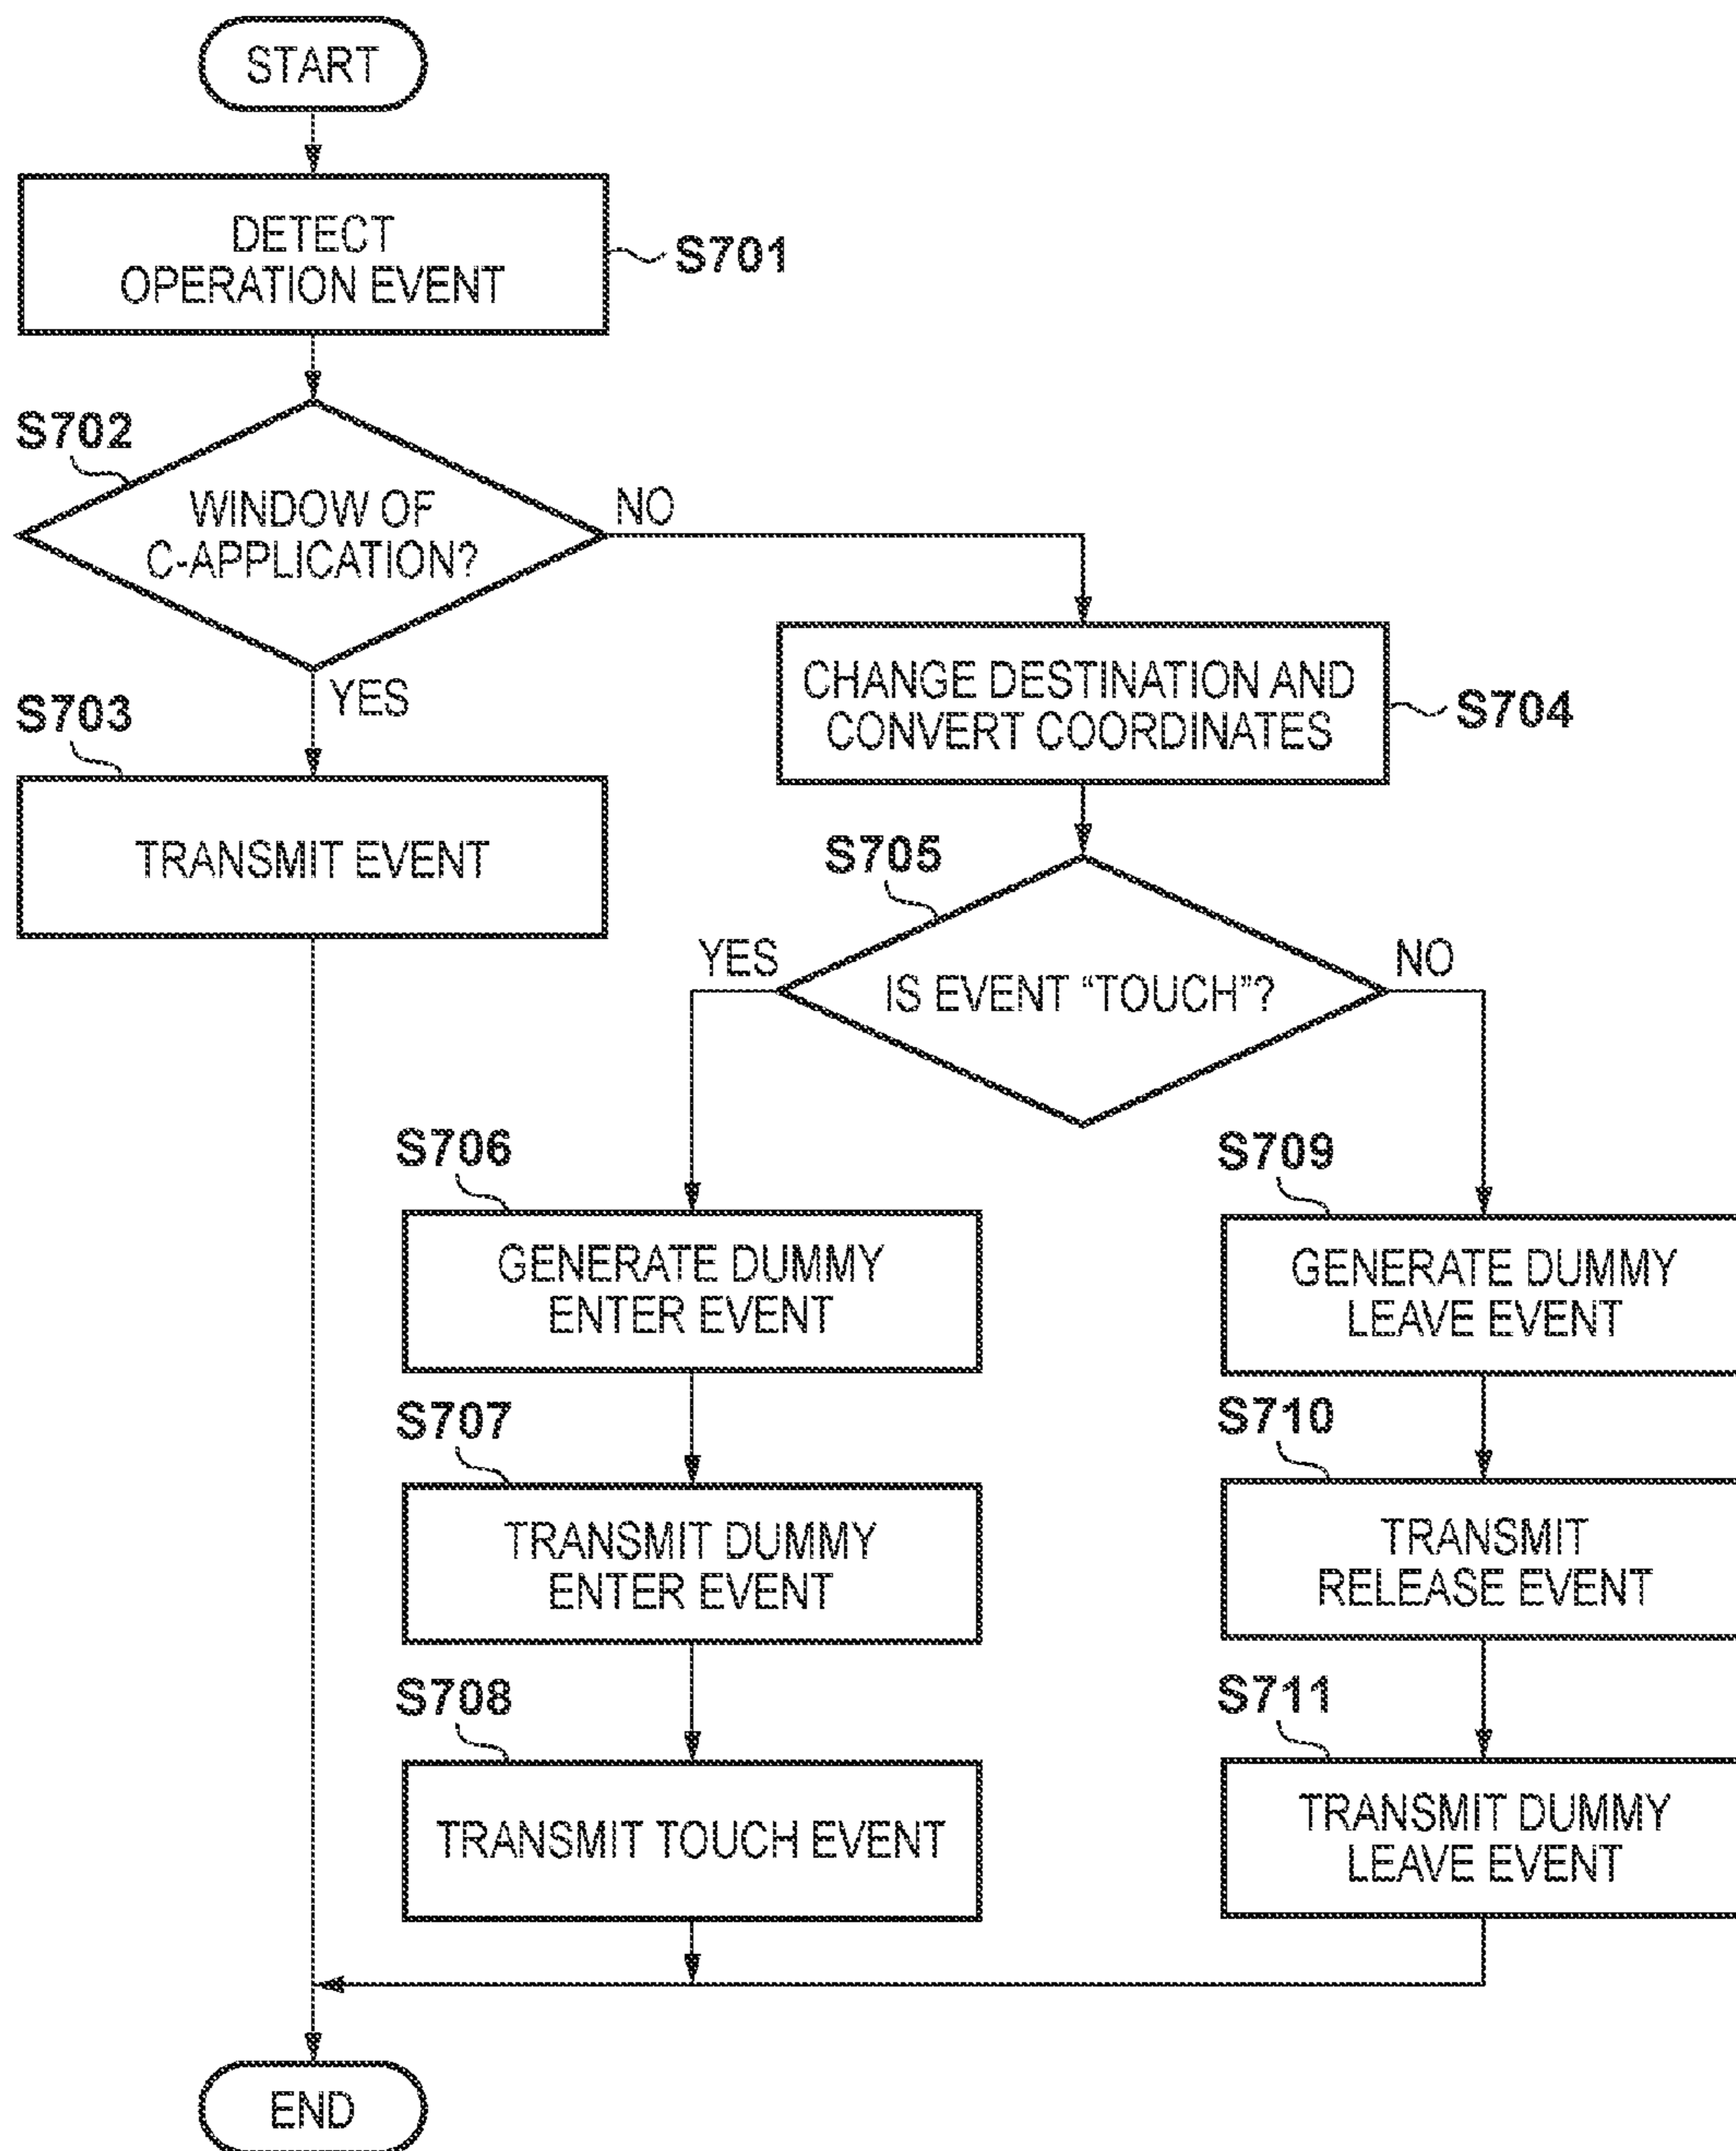 START
DETECT
OPERATION EVENT
S701
S702
WINDOW OF
C-APPLICATION?
NO
YES
S703
TRANSMIT EVENT
CHANGE DESTINATION AND
CONVERT COORDINATES
S704
S705
IS EVENT “TOUCH”?
YES
NO
S706
GENERATE DUMMY
ENTER EVENT
S707
TRANSMIT DUMMY
ENTER EVENT
S708
TRANSMIT TOUCH EVENT
S709
GENERATE DUMMY
LEAVE EVENT
S710
TRANSMIT
RELEASE EVENT
S711
TRANSMIT DUMMY
LEAVE EVENT
END